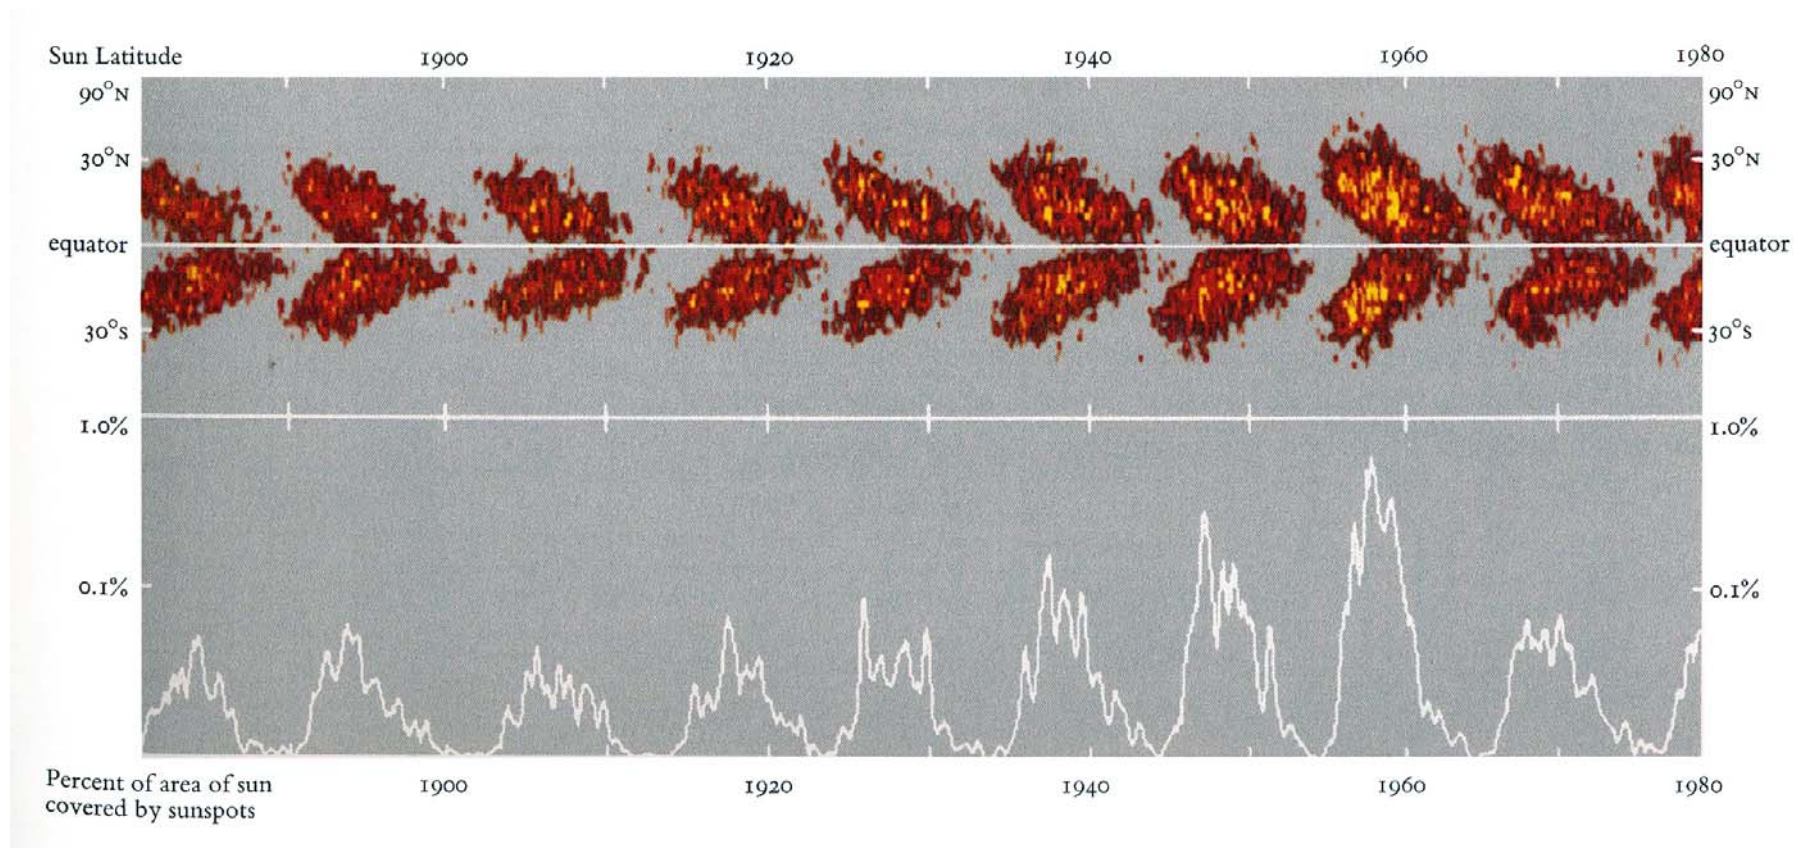 Sun Latitude 1900 1920 1940 1960 1980
90°N 90°N
30°N 30°N
equator equator
30°S 30°S
1.0% 1.0%
0.1% 0.1%
Percent of area of sun
covered by sunspots
1900 1920 1940 1960 1980